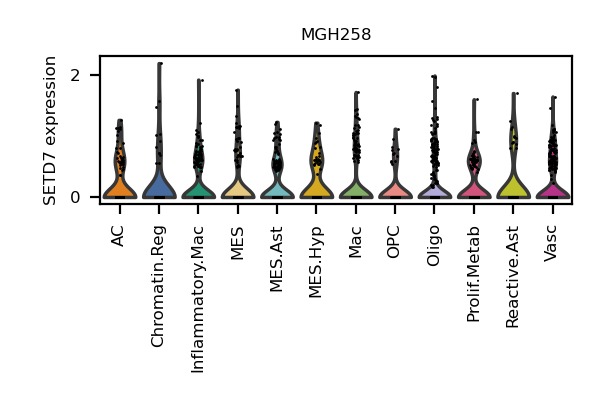 MGH258
SETD7 expression
2
0
AC
Chromatin.Reg
Inflammatory.Mac
MES
MES.Ast
MES.Hyp
Mac
OPC
Oligo
Prolif.Metab
Reactive.Ast
Vasc